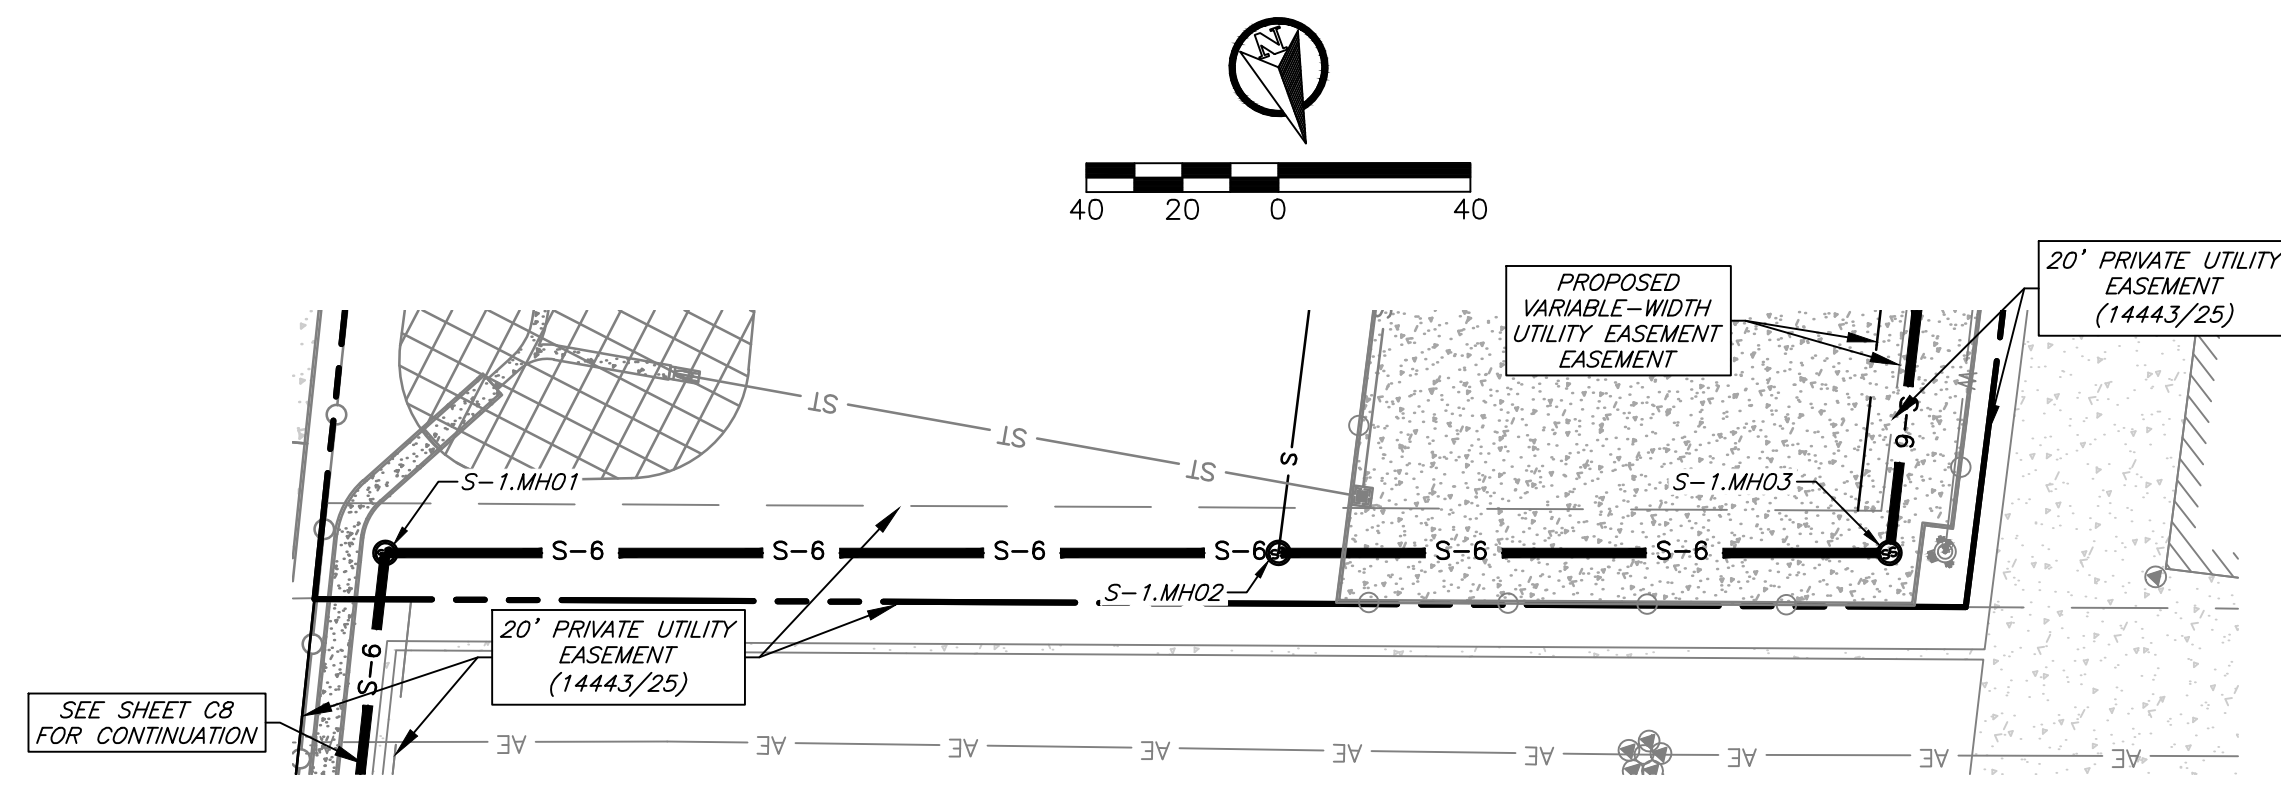 N
40 20 0 40
PROPOSED
VARIABLE-WIDTH
UTILITY EASEMENT
EASEMENT
20' PRIVATE UTILITY
EASEMENT
(14443/25)
ST
ST
ST
S
S-6
W
S-1.MH01
S-1.MH03
S-6 S-6 S-6 S-6 S-6 S-6
S-1.MH02
20' PRIVATE UTILITY
EASEMENT
(14443/25)
S-6
SEE SHEET C8
FOR CONTINUATION
AE AE AE AE AE AE AE AE AE